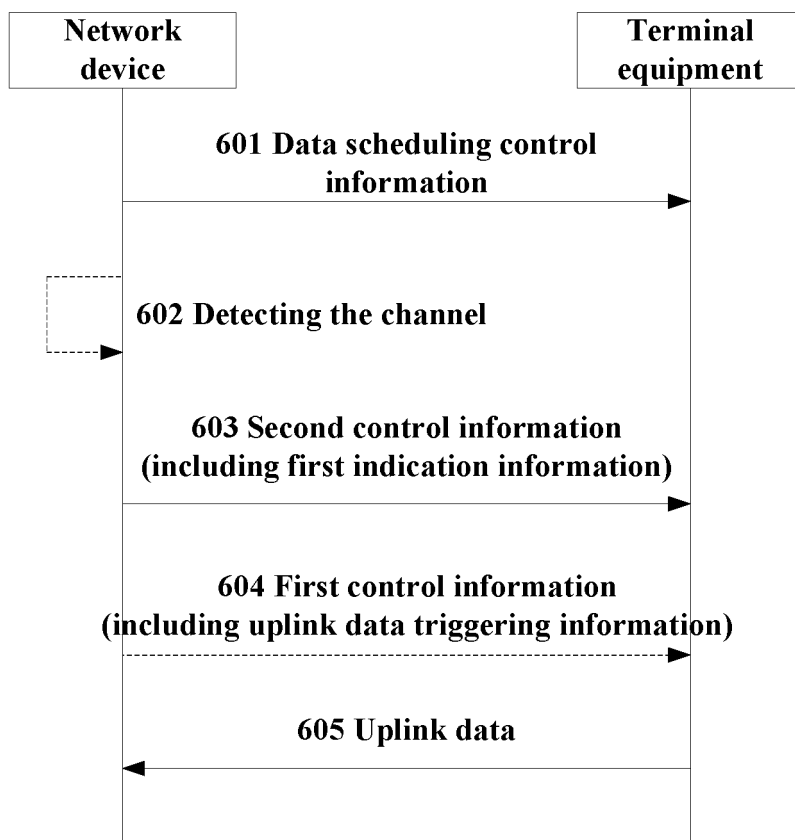 Network
device
Terminal
equipment
601 Data scheduling control
information
602 Detecting the channel
603 Second control information
(including first indication information)
604 First control information
(including uplink data triggering information)
605 Uplink data